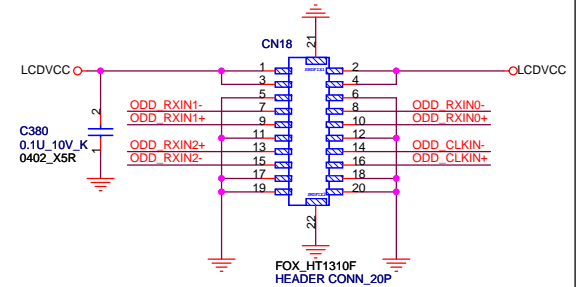 21
CN18
LCDVCC
1
2
LCDVCC
3
4
5
6
2
ODD_RXIN1-
7
8
ODD_RXIN0-
ODD_RXIN1+
9
10
ODD_RXIN0+
C380
11
12
0.1U_10V_K
ODD_RXIN2+
13
14
ODD_CLKIN-
1
0402_X5R
ODD_RXIN2-
15
16
ODD_CLKIN+
17
18
19
20
22
FOX_HT1310F
HEADER CONN_20P